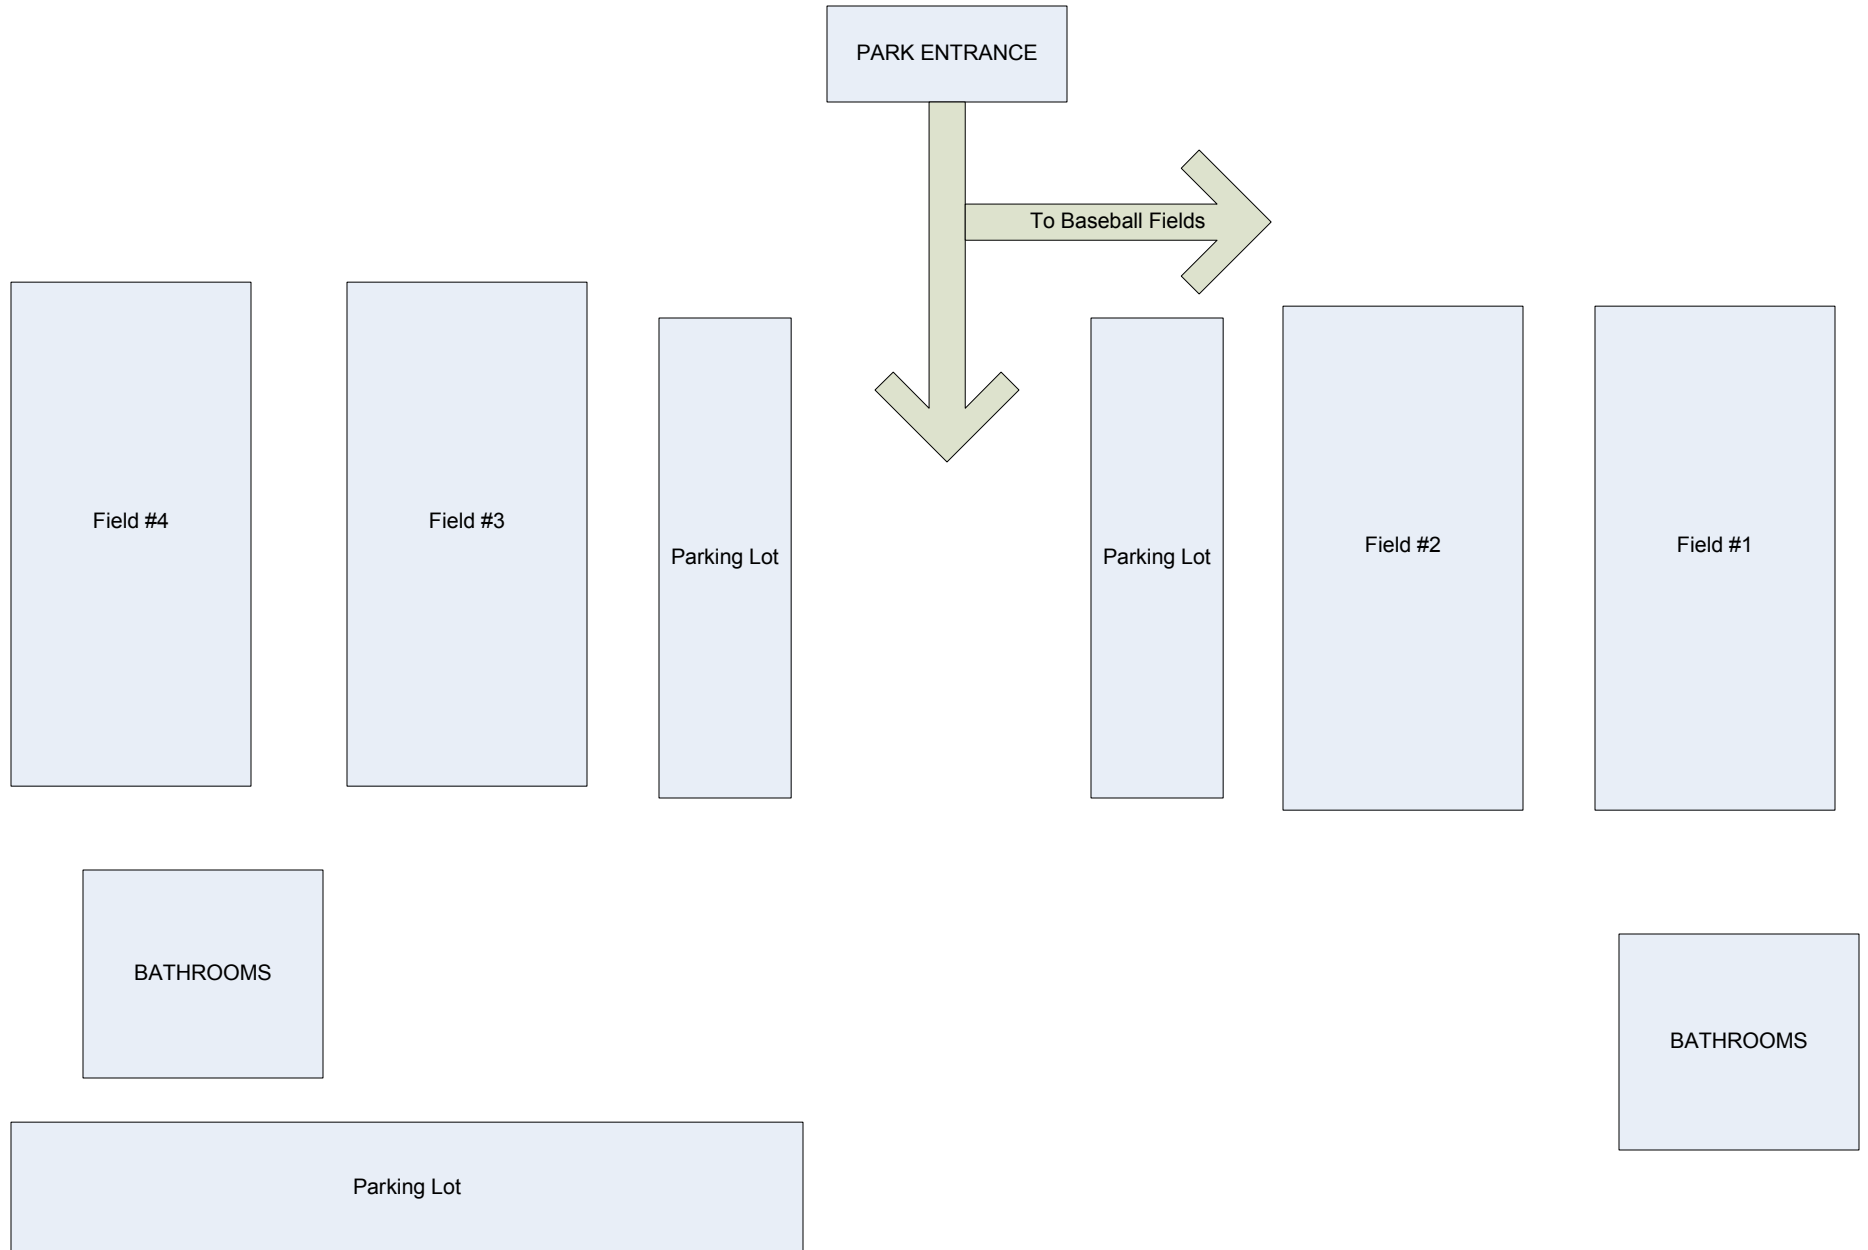 PARK ENTRANCE
To Baseball Fields
Field #4
Field #3
Parking Lot
Parking Lot
Field #2
Field #1
BATHROOMS
BATHROOMS
Parking Lot